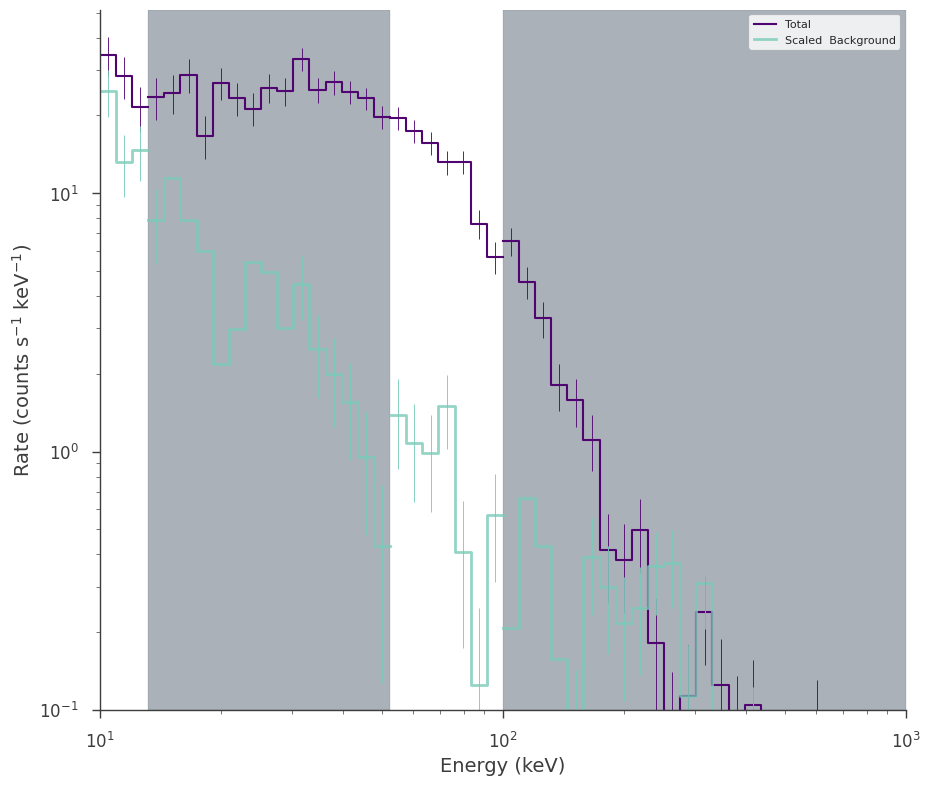 Total
Scaled  Background
10¹
10⁰
10⁻¹
Rate (counts s⁻¹ keV⁻¹)
10¹
10²
10³
Energy (keV)